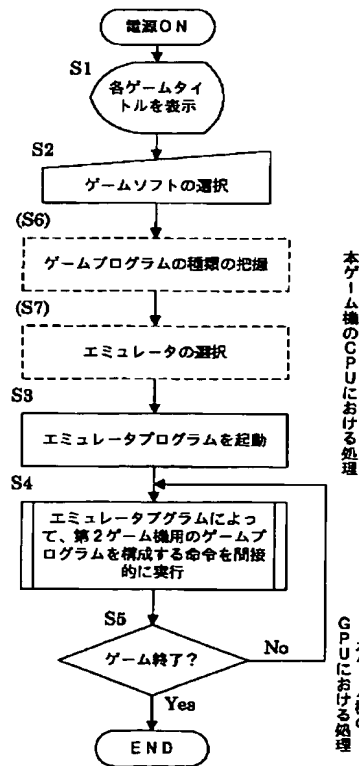 電源ON
S1
各ゲームタイ
トルを表示
S2
ゲームソフトの選択
(S6)
ゲームプログラムの種類の把握
(S7)
エミュレータの選択
S3
エミュレータプログラムを起動
S4
エミュレータプグラムによっ
て、第2ゲーム機用のゲームプ
ログラムを構成する命令を間接
的に実行
S5
ゲーム終了?
No
Yes
END
本ゲーム機のCPUにおける処理
GPUにおける処理